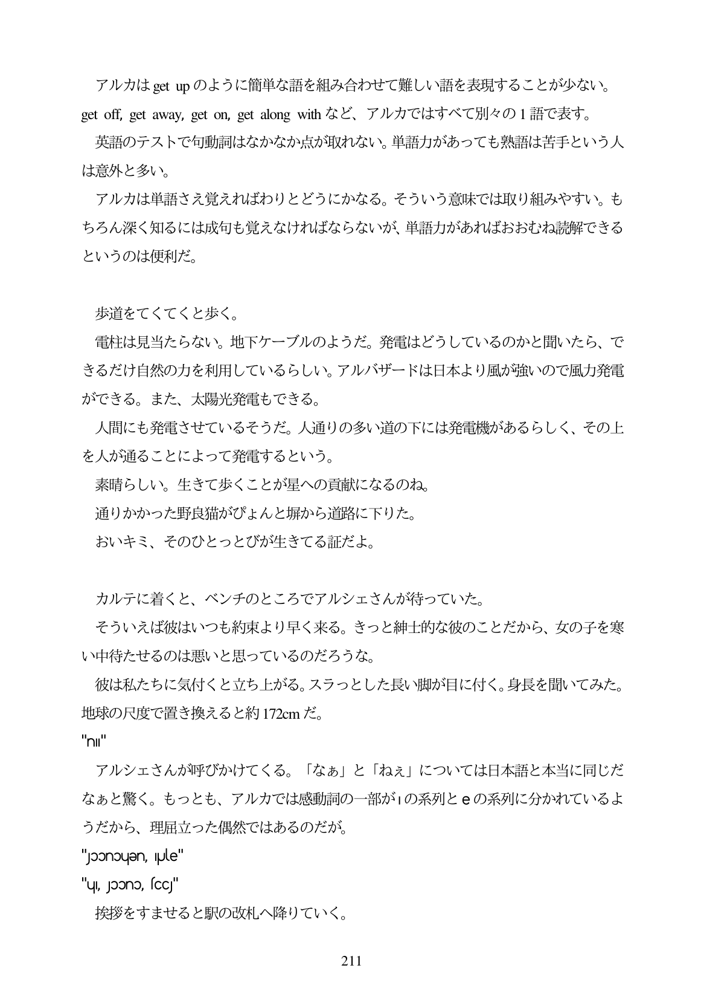 アルカは get up のように簡単な語を組み合わせて難しい語を表現することが少ない。
get off, get away, get on, get along with など、アルカではすべて別々の 1 語で表す。
英語のテストで句動詞はなかなか点が取れない。単語力があっても熟語は苦手という人
は意外と多い。
アルカは単語さえ覚えればわりとどうにかなる。そういう意味では取り組みやすい。も
ちろん深く知るには成句も覚えなければならないが、単語力があればおおむね読解できる
というのは便利だ。
歩道をてくてくと歩く。
電柱は見当たらない。地下ケーブルのようだ。発電はどうしているのかと聞いたら、で
きるだけ自然の力を利用しているらしい。アルバザードは日本より風が強いので風力発電
ができる。また、太陽光発電もできる。
人間にも発電させているそうだ。人通りの多い道の下には発電機があるらしく、その上
を人が通ることによって発電するという。
素晴らしい。生きて歩くことが星への貢献になるのね。
通りかかった野良猫がぴょんと塀から道路に下りた。
おいキミ、そのひとっとびが生きてる証だよ。
カルテに着くと、ベンチのところでアルシェさんが待っていた。
そういえば彼はいつも約束より早く来る。きっと紳士的な彼のことだから、女の子を寒
い中待たせるのは悪いと思っているのだろうな。
彼は私たちに気付くと立ち上がる。スラっとした長い脚が目に付く。身長を聞いてみた。
地球の尺度で置き換えると約 172cm だ。
"nıı"
アルシェさんが呼びかけてくる。「なぁ」と「ねぇ」については日本語と本当に同じだ
なぁと驚く。もっとも、アルカでは感動詞の一部が ı の系列と e の系列に分かれているよ
うだから、理屈立った偶然ではあるのだが。
"ȷɔɔnɔɥən, ıμle"
"ɥı, ȷɔɔnɔ, ſccȷ"
挨拶をすませると駅の改札へ降りていく。
211